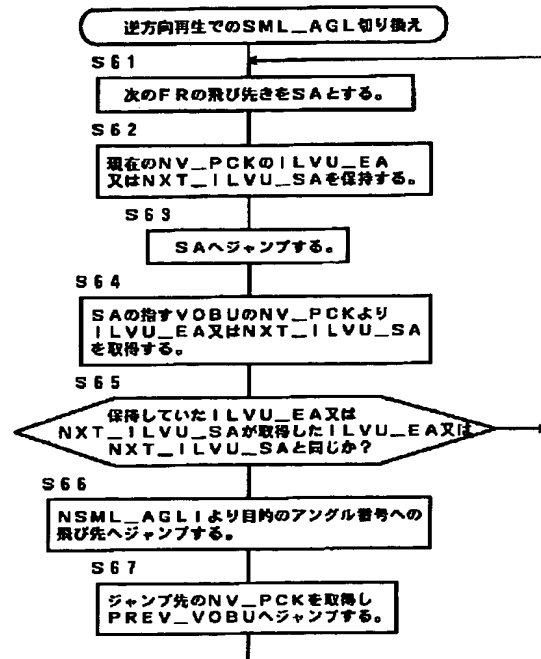 逆方向再生でのSML_AGL切り換え
S61
次のFRの飛び先きをSAとする。
S62
現在のNV_PCKのILVU_EA
又はNXT_ILVU_SAを保持する。
S63
SAへジャンプする。
S64
SAの指すVOBUのNV_PCKより
ILVU_EA又はNXT_ILVU_SA
を取得する。
S65
保持していたILVU_EA又は
NXT_ILVU_SAが取得したILVU_EA又は
NXT_ILVU_SAと同じか?
S66
NSML_AGLIより目的のアングル番号への
飛び先へジャンプする。
S67
ジャンプ先のNV_PCKを取得し
PREV_VOBUへジャンプする。